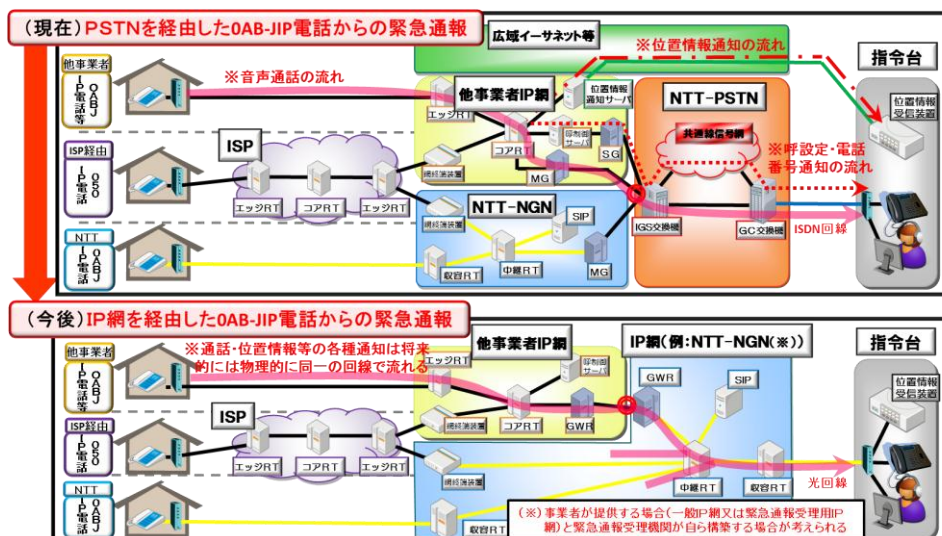 (現在)PSTNを経由した0AB-JIP電話からの緊急通報
他事業者
IP電話等
0ABJ
※音声通話の流れ
エッジRT
他事業者IP網
広域イーサネット等
※位置情報通知の流れ
位置情報
通知サーバ
呼制御
サーバ
コアRT
SG
MG
網終端装置
NTT-PSTN
共通線信号網
IGS交換機
GC交換機
※呼設定・電話
番号通知の流れ
ISDN回線
指令台
位置情報
受信装置
ISP経由
IP電話
050
ISP
エッジRT
コアRT
エッジRT
NTT-NGN
網終端装置
SIP
収容RT
中継RT
MG
NTT
IP電話
0ABJ
(今後)IP網を経由した0AB-JIP電話からの緊急通報
他事業者
IP電話等
0ABJ
※通話・位置情報等の各種通知は将来
的には物理的に同一の回線で流れる
エッジRT
他事業者IP網
呼制御
サーバ
コアRT
GWR
網終端装置
IP網(例:NTT-NGN(※))
GWR
SIP
中継RT
収容RT
光回線
指令台
位置情報
受信装置
ISP経由
IP電話
050
ISP
エッジRT
コアRT
エッジRT
網終端装置
NTT
IP電話
0ABJ
収容RT
(※)事業者が提供する場合(一般IP網又は緊急通報受理用IP
網)と緊急通報受理機関が自ら構築する場合が考えられる